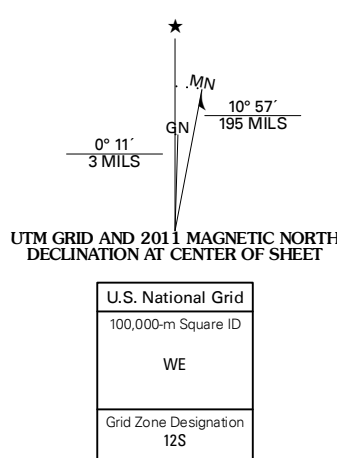 ★
MN
GN
10° 57´
195 MILS
0° 11´
3 MILS
UTM GRID AND 2011 MAGNETIC NORTH
DECLINATION AT CENTER OF SHEET
U.S. National Grid
100,000-m Square ID
WE
Grid Zone Designation
12S